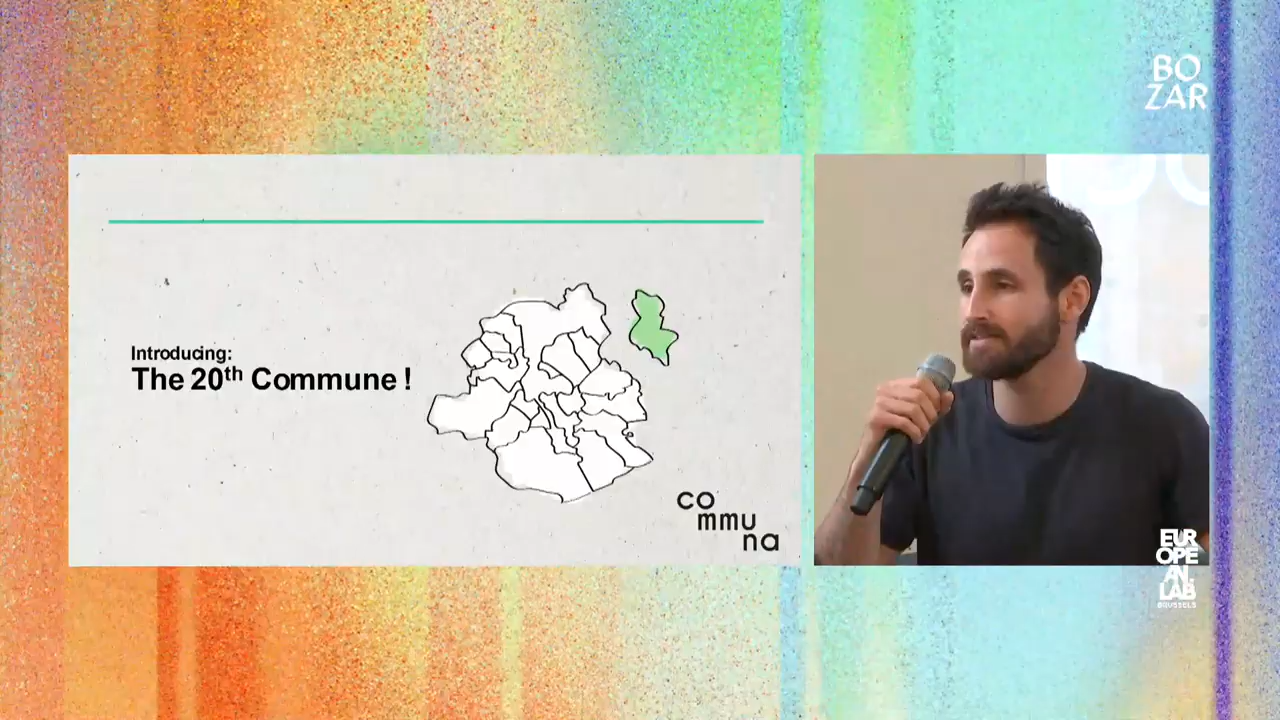 BO
ZAR
Introducing:
The 20th Commune !
co
mmu
na
EUR
OPE
AN.
LAB
BRUSSELS